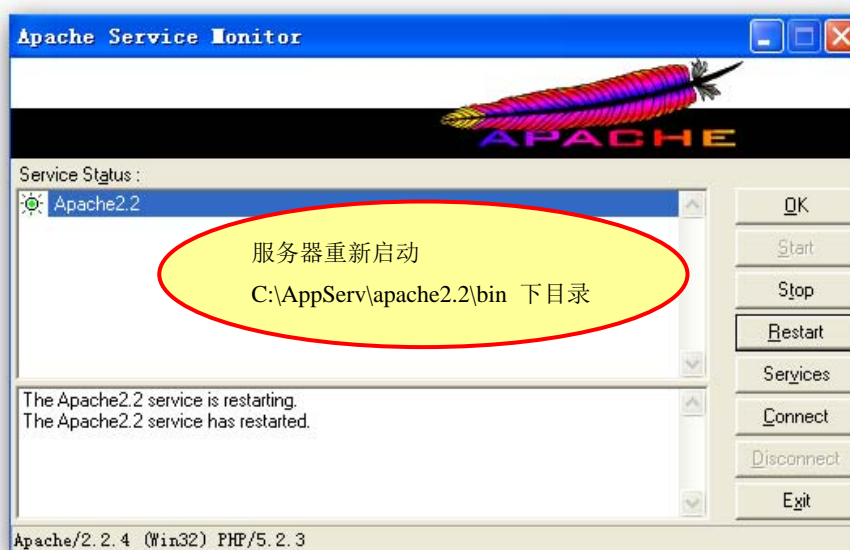 Apache Service Monitor
APACHE
Service Status :
Apache2.2
OK
Start
Stop
Restart
Services
Connect
Disconnect
Exit
服务器重新启动
C:\AppServ\apache2.2\bin 下目录
The Apache2.2 service is restarting.
The Apache2.2 service has restarted.
Apache/2.2.4 (Win32) PHP/5.2.3